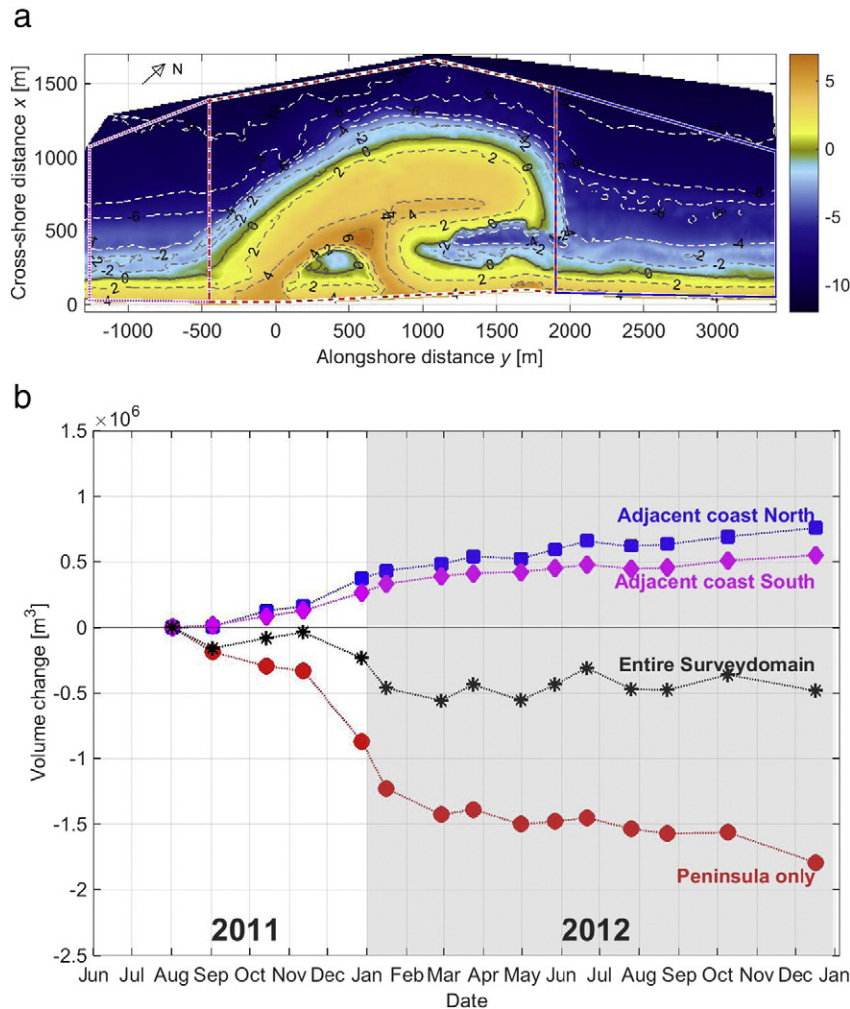 a
N
Cross-shore distance x [m]
1500
1000
500
0
-1000 -500 0 500 1000 1500 2000 2500 3000
Alongshore distance y [m]
5
0
-5
-10
b
×10⁶
Volume change [m³]
1.5
1
0.5
0
-0.5
-1
-1.5
-2
-2.5
Adjacent coast North
Adjacent coast South
Entire Surveydomain
Peninsula only
2011 2012
Jun Jul Aug Sep Oct Nov Dec Jan Feb Mar Apr May Jun Jul Aug Sep Oct Nov Dec Jan
Date